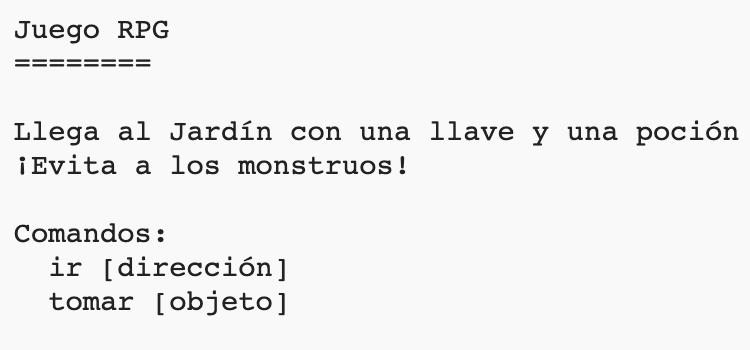 Juego RPG
========
Llega al Jardín con una llave y una poción
¡Evita a los monstruos!
Comandos:
ir [dirección]
tomar [objeto]